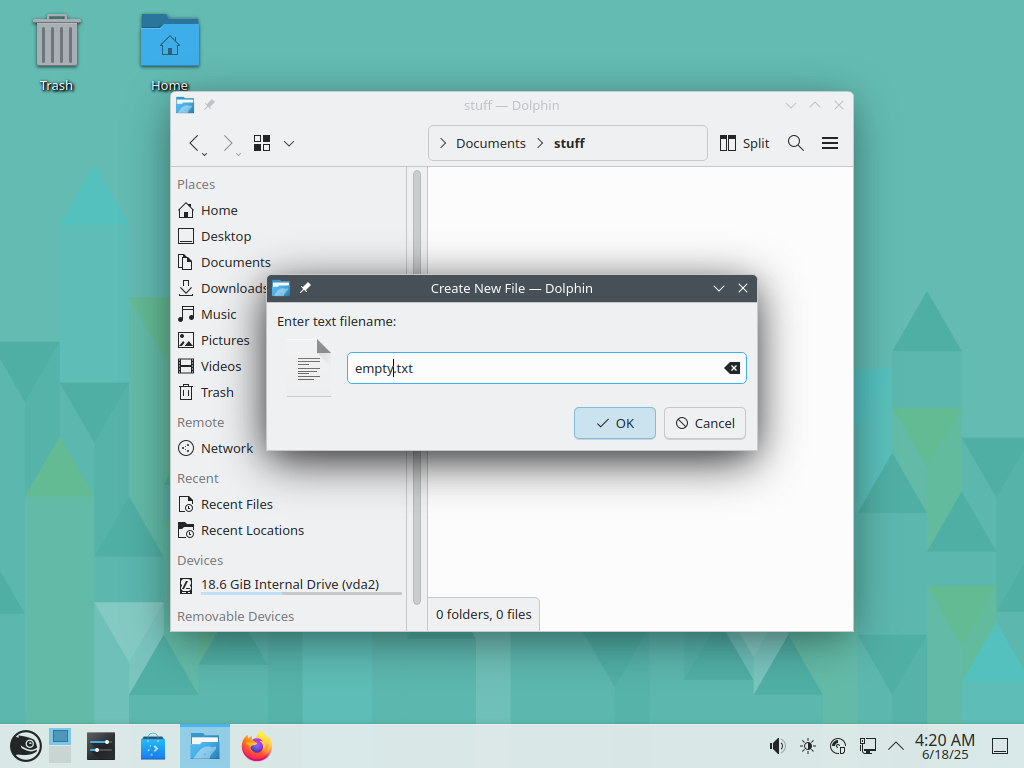 Trash
Home
stuff — Dolphin
Documents
stuff
Split
Places
Home
Desktop
Documents
Downloads
Music
Pictures
Videos
Trash
Remote
Network
Recent
Recent Files
Recent Locations
Devices
18.6 GiB Internal Drive (vda2)
Removable Devices
0 folders, 0 files
Create New File — Dolphin
Enter text filename:
empty.txt
OK
Cancel
4:20 AM
6/18/25